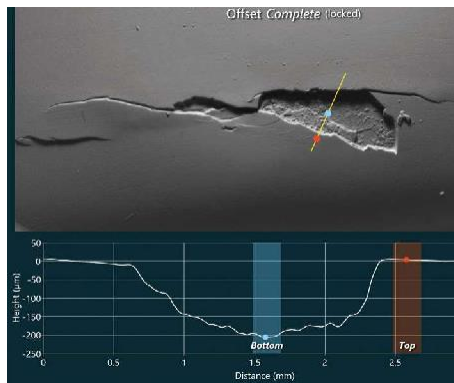 Offset Complete (locked)
50
0
-50
-100
-150
-200
-250
Height (µm)
Bottom
Top
0
0.5
1
1.5
2
2.5
Distance (mm)